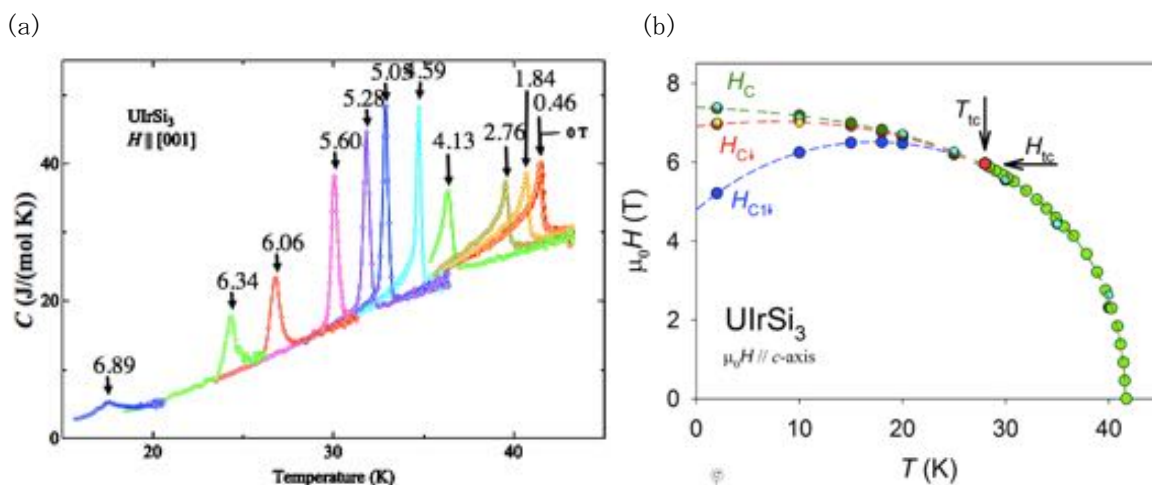 (a)
(b)
UIrSi3
H || [001]
C (J/(mol K)
0
20
40
20
30
40
Temperature (K)
6.89
6.34
6.06
5.60
5.28
5.05
4.59
4.13
2.76
1.84
0.46
0 T
8
6
4
2
0
μ0H (T)
HC
HC↓
HC1↓
Ttc
Htc
UIrSi3
μ0H // c-axis
0
10
20
30
40
T (K)